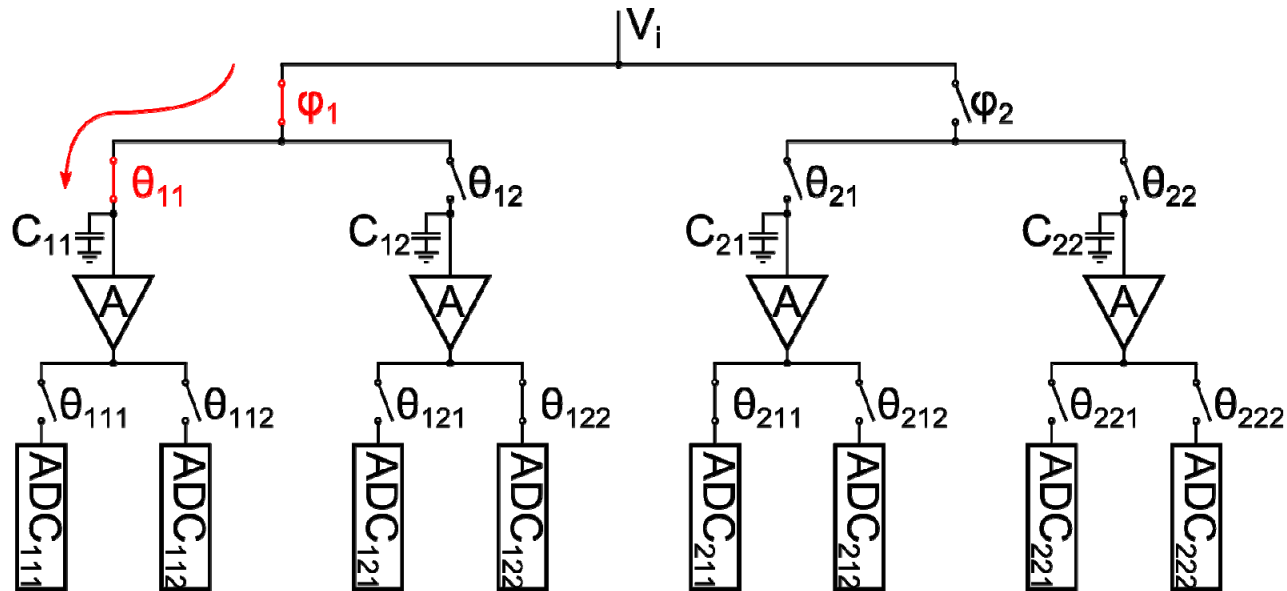 Vᵢ
φ₁
φ₂
θ₁₁
θ₁₂
θ₂₁
θ₂₂
C₁₁
C₁₂
C₂₁
C₂₂
A
A
A
A
θ₁₁₁
θ₁₁₂
θ₁₂₁
θ₁₂₂
θ₂₁₁
θ₂₁₂
θ₂₂₁
θ₂₂₂
ADC₁₁₁
ADC₁₁₂
ADC₁₂₁
ADC₁₂₂
ADC₂₁₁
ADC₂₁₂
ADC₂₂₁
ADC₂₂₂